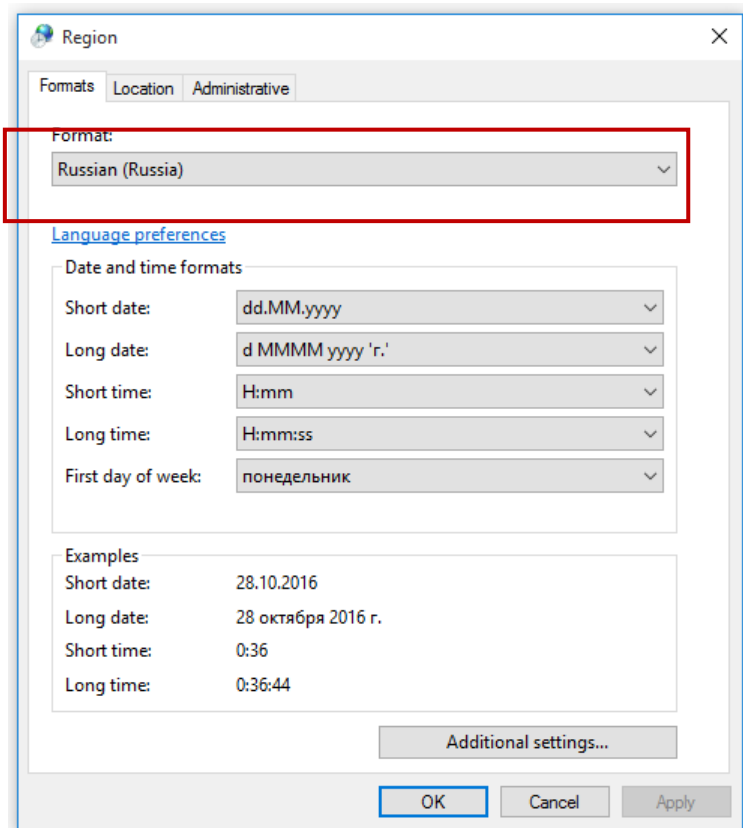 Region
Formats Location Administrative
Format:
Russian (Russia)
Language preferences
Date and time formats
Short date: dd.MM.yyyy
Long date: d MMMM yyyy 'г.'
Short time: H:mm
Long time: H:mm:ss
First day of week: понедельник
Examples
Short date: 28.10.2016
Long date: 28 октября 2016 г.
Short time: 0:36
Long time: 0:36:44
Additional settings...
OK Cancel Apply